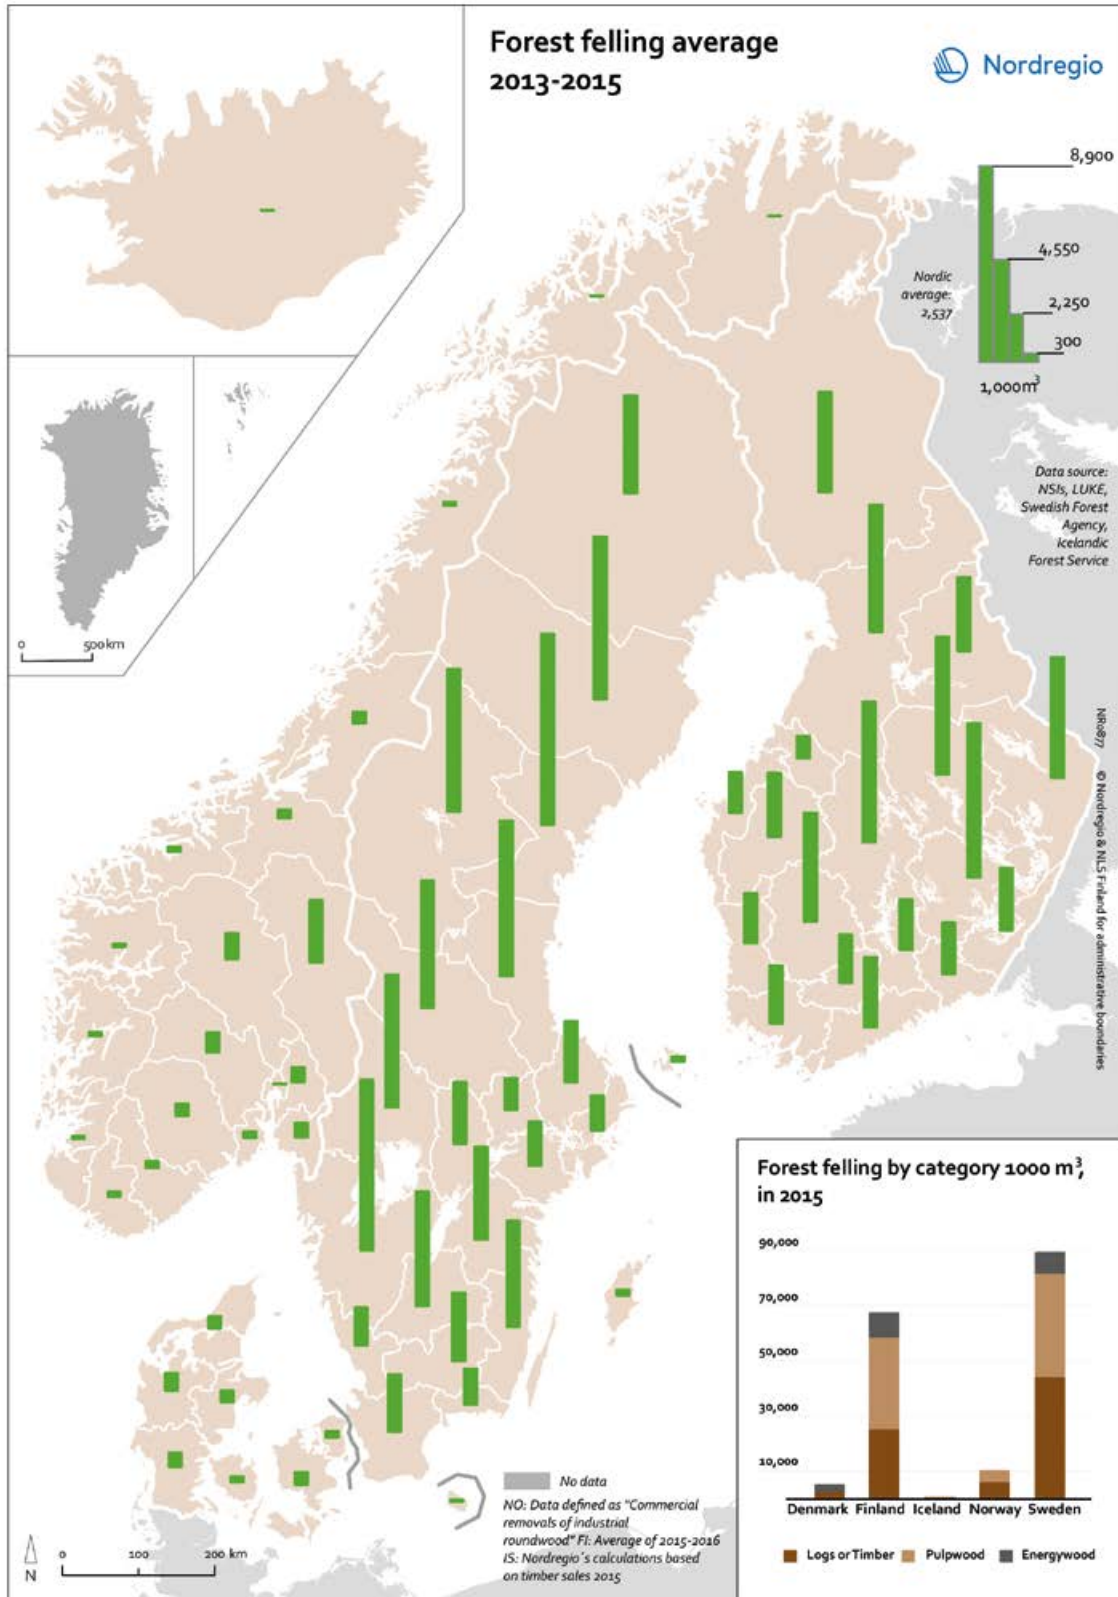 Forest felling average
2013-2015
Nordregio
8,900
4,550
2,250
300
Nordic
average:
2,537
1,000m³
Data source:
NSIs, LUKE,
Swedish Forest
Agency,
Icelandic
Forest Service
0 500 km
NR0877 © Nordregio & NLS Finland for administrative boundaries
Forest felling by category 1000 m³,
in 2015
90,000
70,000
50,000
30,000
10,000
Denmark Finland Iceland Norway Sweden
Logs or Timber Pulpwood Energywood
No data
NO: Data defined as "Commercial
removals of industrial
roundwood" FI: Average of 2015-2016
IS: Nordregio´s calculations based
on timber sales 2015
N
0 100 200 km